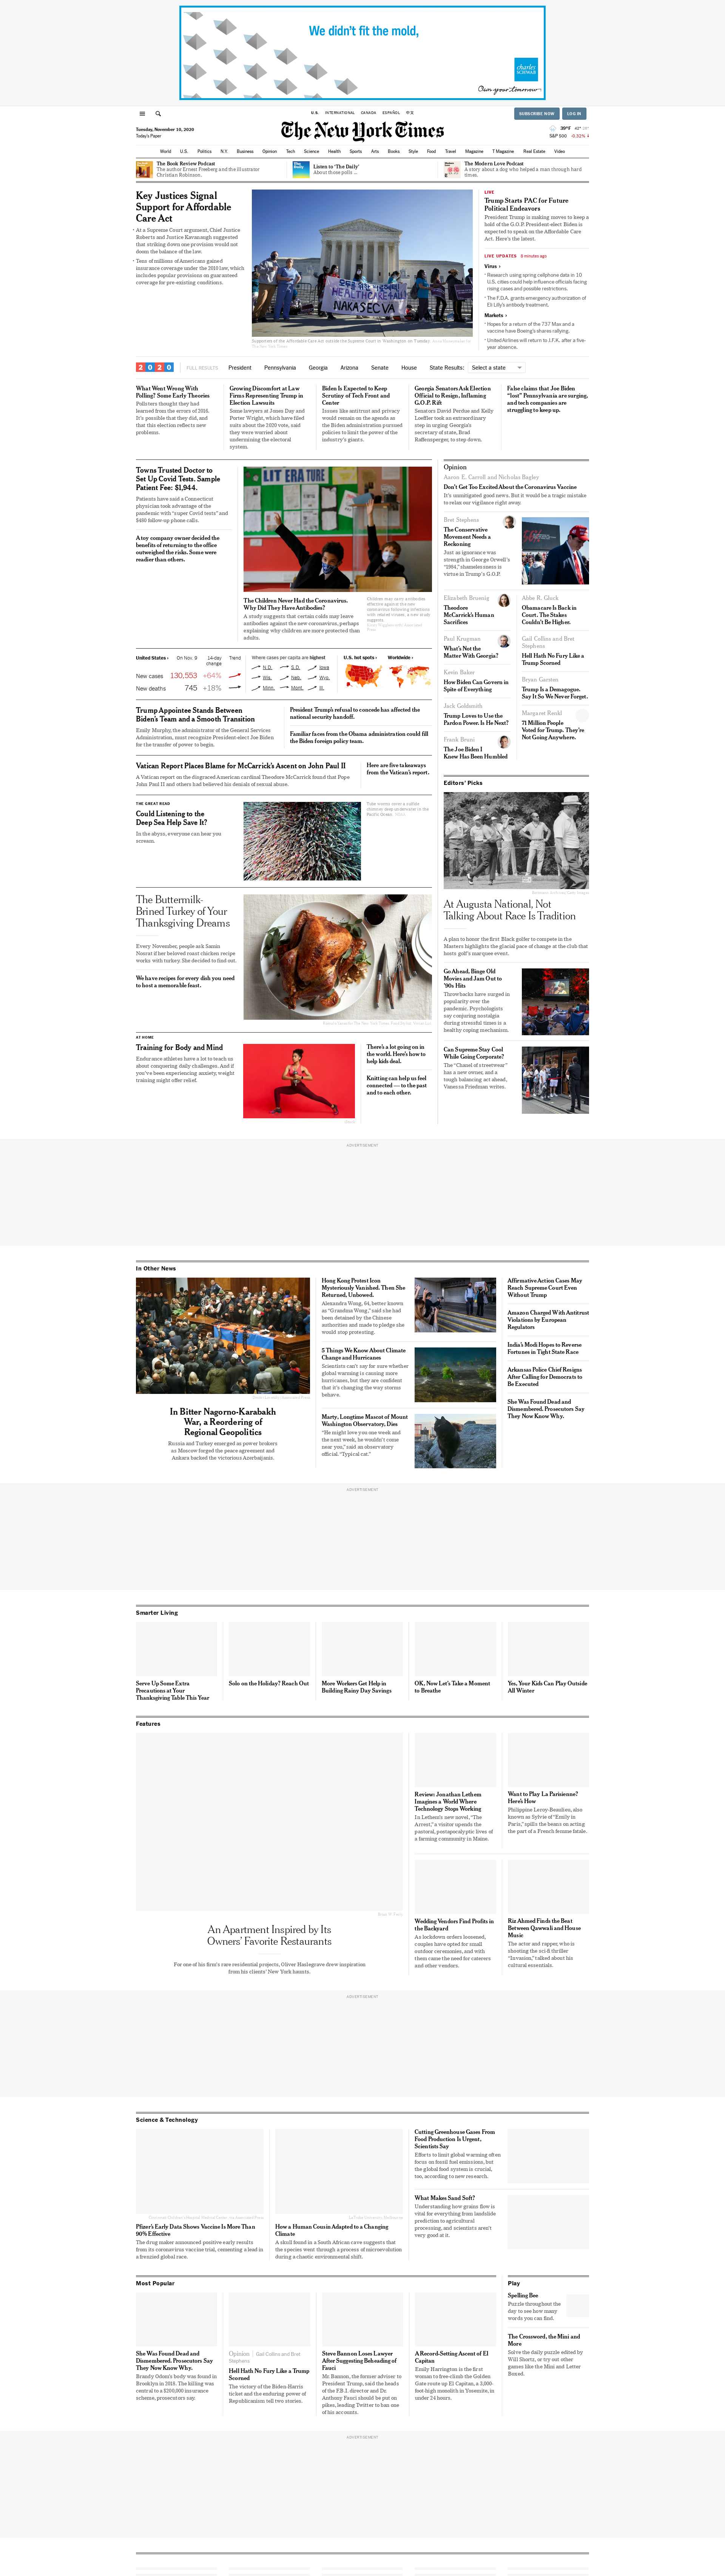 We didn't fit the mold,
charles
SCHWAB
Own your tomorrow
U.S. INTERNATIONAL CANADA ESPAÑOL 中文
SUBSCRIBE NOW LOG IN
Tuesday, November 10, 2020
Today's Paper
The New York Times
S&P 500 -0.32%
World U.S. Politics N.Y. Business Opinion Tech Science Health Sports Arts Books Style Food Travel Magazine T Magazine Real Estate Video
The Book Review Podcast
The author Ernest Freeberg and the illustrator
Christian Robinson.
Listen to 'The Daily'
About those polls ...
The Modern Love Podcast
A story about a dog who helped a man through hard
times.
Key Justices Signal
Support for Affordable
Care Act
At a Supreme Court argument, Chief Justice
Roberts and Justice Kavanaugh suggested
that striking down one provision would not
doom the balance of the law.
Tens of millions of Americans gained
insurance coverage under the 2010 law, which
includes popular provisions on guaranteed
coverage for pre-existing conditions.
Supporters of the Affordable Care Act outside the Supreme Court in Washington on Tuesday.
LIVE
Trump Starts PAC for Future
Political Endeavors
President Trump is making moves to keep a
hold of the G.O.P. President-elect Biden is
expected to speak on the Affordable Care
Act. Here's the latest.
LIVE UPDATES 8 minutes ago
Virus ›
Research using spring cellphone data in 10
U.S. cities could help influence officials facing
rising cases and possible restrictions.
The F.D.A. grants emergency authorization of
Eli Lilly's antibody treatment.
Markets ›
Hopes for a return of the 737 Max and a
vaccine have Boeing's shares rallying.
United Airlines will return to J.F.K. after a five-
year absence.
2020 FULL RESULTS: President Pennsylvania Georgia Arizona Senate House State Results: Select a state
What Went Wrong With
Polling? Some Early Theories
Pollsters thought they had
learned from the errors of 2016.
It's possible that they did, and
that this election reflects new
problems.
Growing Discomfort at Law
Firms Representing Trump in
Election Lawsuits
Some lawyers at Jones Day and
Porter Wright, which have filed
suits about the 2020 vote, said
they were worried about
undermining the electoral
system.
Biden Is Expected to Keep
Scrutiny of Tech Front and
Center
Issues like antitrust and privacy
would remain on the agenda as
the Biden administration pursued
policies to limit the power of the
industry's giants.
Georgia Senators Ask Election
Official to Resign, Inflaming
G.O.P. Rift
Senators David Perdue and Kelly
Loeffler took an extraordinary
step in urging Georgia's
secretary of state, Brad
Raffensperger, to step down.
False claims that Joe Biden
"lost" Pennsylvania are surging,
and tech companies are
struggling to keep up.
Towns Trusted Doctor to
Set Up Covid Tests. Sample
Patient Fee: $1,944.
Patients have said a Connecticut
physician took advantage of the
pandemic with "super Covid tests" and
$480 follow-up phone calls.
A toy company owner decided the
benefits of returning to the office
outweighed the risks. Some were
readier than others.
The Children Never Had the Coronavirus.
Why Did They Have Antibodies?
A study suggests that certain colds may leave
antibodies against the new coronavirus, perhaps
explaining why children are more protected than
adults.
Children may carry antibodies
effective against the new
coronavirus following infections
with related viruses, a new study
suggests.
United States › On Nov. 9 14-day
change Trend
New cases 130,553 +64%
New deaths 745 +18%
Where cases per capita are highest
N.D. S.D. Iowa
Wis. Neb. Wyo.
Minn. Mont. Ill.
U.S. hot spots › Worldwide ›
Trump Appointee Stands Between
Biden's Team and a Smooth Transition
Emily Murphy, the administrator of the General Services
Administration, must recognize President-elect Joe Biden
for the transfer of power to begin.
President Trump's refusal to concede has affected the
national security handoff.
Familiar faces from the Obama administration could fill
the Biden foreign policy team.
Vatican Report Places Blame for McCarrick's Ascent on John Paul II
A Vatican report on the disgraced American cardinal Theodore McCarrick found that Pope
John Paul II and others had believed his denials of sexual abuse.
Here are five takeaways
from the Vatican's report.
THE GREAT READ
Could Listening to the
Deep Sea Help Save It?
In the abyss, everyone can hear you
scream.
Tube worms cover a sulfide
chimney deep underwater in the
Pacific Ocean.
The Buttermilk-
Brined Turkey of Your
Thanksgiving Dreams
Every November, people ask Samin
Nosrat if her beloved roast chicken recipe
works with turkey. She decided to find out.
We have recipes for every dish you need
to host a memorable feast.
AT HOME
Training for Body and Mind
Endurance athletes have a lot to teach us
about conquering daily challenges. And if
you've been experiencing anxiety, weight
training might offer relief.
There's a lot going on in
the world. Here's how to
help kids deal.
Knitting can help us feel
connected — to the past
and to each other.
Opinion
Aaron E. Carroll and Nicholas Bagley
Don't Get Too Excited About the Coronavirus Vaccine
It's unmitigated good news. But it would be a tragic mistake
to relax our vigilance right away.
Bret Stephens
The Conservative
Movement Needs a
Reckoning
Just as ignorance was
strength in George Orwell's
"1984," shamelessness is
virtue in Trump's G.O.P.
Elizabeth Bruenig
Theodore
McCarrick's Human
Sacrifices
Abbe R. Gluck
Obamacare Is Back in
Court. The Stakes
Couldn't Be Higher.
Paul Krugman
What's Not the
Matter With Georgia?
Gail Collins and Bret
Stephens
Hell Hath No Fury Like a
Trump Scorned
Kevin Baker
How Biden Can Govern in
Spite of Everything
Bryan Garsten
Trump Is a Demagogue.
Say It So We Never Forget.
Jack Goldsmith
Trump Loves to Use the
Pardon Power. Is He Next?
Margaret Renkl
71 Million People
Voted for Trump. They're
Not Going Anywhere.
Frank Bruni
The Joe Biden I
Knew Has Been Humbled
Editors' Picks
At Augusta National, Not
Talking About Race Is Tradition
A plan to honor the first Black golfer to compete in the
Masters highlights the glacial pace of change at the club that
hosts golf's marquee event.
Go Ahead, Binge Old
Movies and Jam Out to
'90s Hits
Throwbacks have surged in
popularity over the
pandemic. Psychologists
say conjuring nostalgia
during stressful times is a
healthy coping mechanism.
Can Supreme Stay Cool
While Going Corporate?
The "Chanel of streetwear"
has a new owner, and a
tough balancing act ahead,
Vanessa Friedman writes.
ADVERTISEMENT
In Other News
In Bitter Nagorno-Karabakh
War, a Reordering of
Regional Geopolitics
Russia and Turkey emerged as power brokers
as Moscow forged the peace agreement and
Ankara backed the victorious Azerbaijanis.
Hong Kong Protest Icon
Mysteriously Vanished. Then She
Returned, Unbowed.
Alexandra Wong, 64, better known
as "Grandma Wong," said she had
been detained by the Chinese
authorities and made to pledge she
would stop protesting.
5 Things We Know About Climate
Change and Hurricanes
Scientists can't say for sure whether
global warming is causing more
hurricanes, but they are confident
that it's changing the way storms
behave.
Marty, Longtime Mascot of Mount
Washington Observatory, Dies
"He might love you one week and
the next week, he wouldn't come
near you," said an observatory
official. "Typical cat."
Affirmative Action Cases May
Reach Supreme Court Even
Without Trump
Amazon Charged With Antitrust
Violations by European
Regulators
India's Modi Hopes to Reverse
Fortunes in Tight State Race
Arkansas Police Chief Resigns
After Calling for Democrats to
Be Executed
She Was Found Dead and
Dismembered. Prosecutors Say
They Now Know Why.
ADVERTISEMENT
Smarter Living
Serve Up Some Extra
Precautions at Your
Thanksgiving Table This Year
Solo on the Holiday? Reach Out
More Workers Get Help in
Building Rainy Day Savings
OK, Now Let's Take a Moment
to Breathe
Yes, Your Kids Can Play Outside
All Winter
Features
An Apartment Inspired by Its
Owners' Favorite Restaurants
For one of his firm's rare residential projects, Oliver Haslegrave drew inspiration
from his clients' New York haunts.
Review: Jonathan Lethem
Imagines a World Where
Technology Stops Working
In Lethem's new novel, "The
Arrest," a visitor upends the
pastoral, postapocalyptic lives of
a farming community in Maine.
Want to Play La Parisienne?
Here's How
Philippine Leroy-Beaulieu, also
known as Sylvie of "Emily in
Paris," spills the beans on acting
the part of a French femme fatale.
Wedding Vendors Find Profits in
the Backyard
As lockdown orders loosened,
couples have opted for small
outdoor ceremonies, and with
them came the need for caterers
and other vendors.
Riz Ahmed Finds the Beat
Between Qawwali and House
Music
The actor and rapper, who is
shooting the sci-fi thriller
"Invasion," talked about his
cultural essentials.
ADVERTISEMENT
Science & Technology
Pfizer's Early Data Shows Vaccine Is More Than
90% Effective
The drug maker announced positive early results
from its coronavirus vaccine trial, cementing a lead in
a frenzied global race.
How a Human Cousin Adapted to a Changing
Climate
A skull found in a South African cave suggests that
the species went through a process of microevolution
during a chaotic environmental shift.
Cutting Greenhouse Gases From
Food Production Is Urgent,
Scientists Say
Efforts to limit global warming often
focus on fossil fuel emissions, but
the global food system is crucial,
too, according to new research.
What Makes Sand Soft?
Understanding how grains flow is
vital for everything from landslide
prediction to agricultural
processing, and scientists aren't
very good at it.
Most Popular
She Was Found Dead and
Dismembered. Prosecutors Say
They Now Know Why.
Brandy Odom's body was found in
Brooklyn in 2018. The killing was
central to a $200,000 insurance
scheme, prosecutors say.
Opinion Gail Collins and Bret
Stephens
Hell Hath No Fury Like a Trump
Scorned
The victory of the Biden-Harris
ticket and the enduring power of
Republicanism tell two stories.
Steve Bannon Loses Lawyer
After Suggesting Beheading of
Fauci
Mr. Bannon, the former adviser to
President Trump, said the heads
of the F.B.I. director and Dr.
Anthony Fauci should be put on
pikes, leading Twitter to ban one
of his accounts.
A Record-Setting Ascent of El
Capitan
Emily Harrington is the first
woman to free-climb the Golden
Gate route up El Capitan, a 3,000-
foot-high monolith in Yosemite, in
under 24 hours.
Play
Spelling Bee
Puzzle throughout the
day to see how many
words you can find.
The Crossword, the Mini and
More
Solve the daily puzzle edited by
Will Shortz, or try out other
games like the Mini and Letter
Boxed.
ADVERTISEMENT